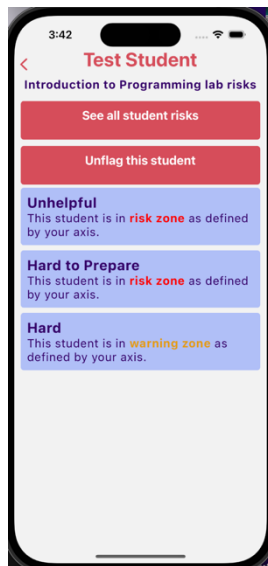 3:42
Test Student
Introduction to Programming lab risks
See all student risks
Unflag this student
Unhelpful
This student is in risk zone as defined
by your axis.
Hard to Prepare
This student is in risk zone as defined
by your axis.
Hard
This student is in warning zone as
defined by your axis.